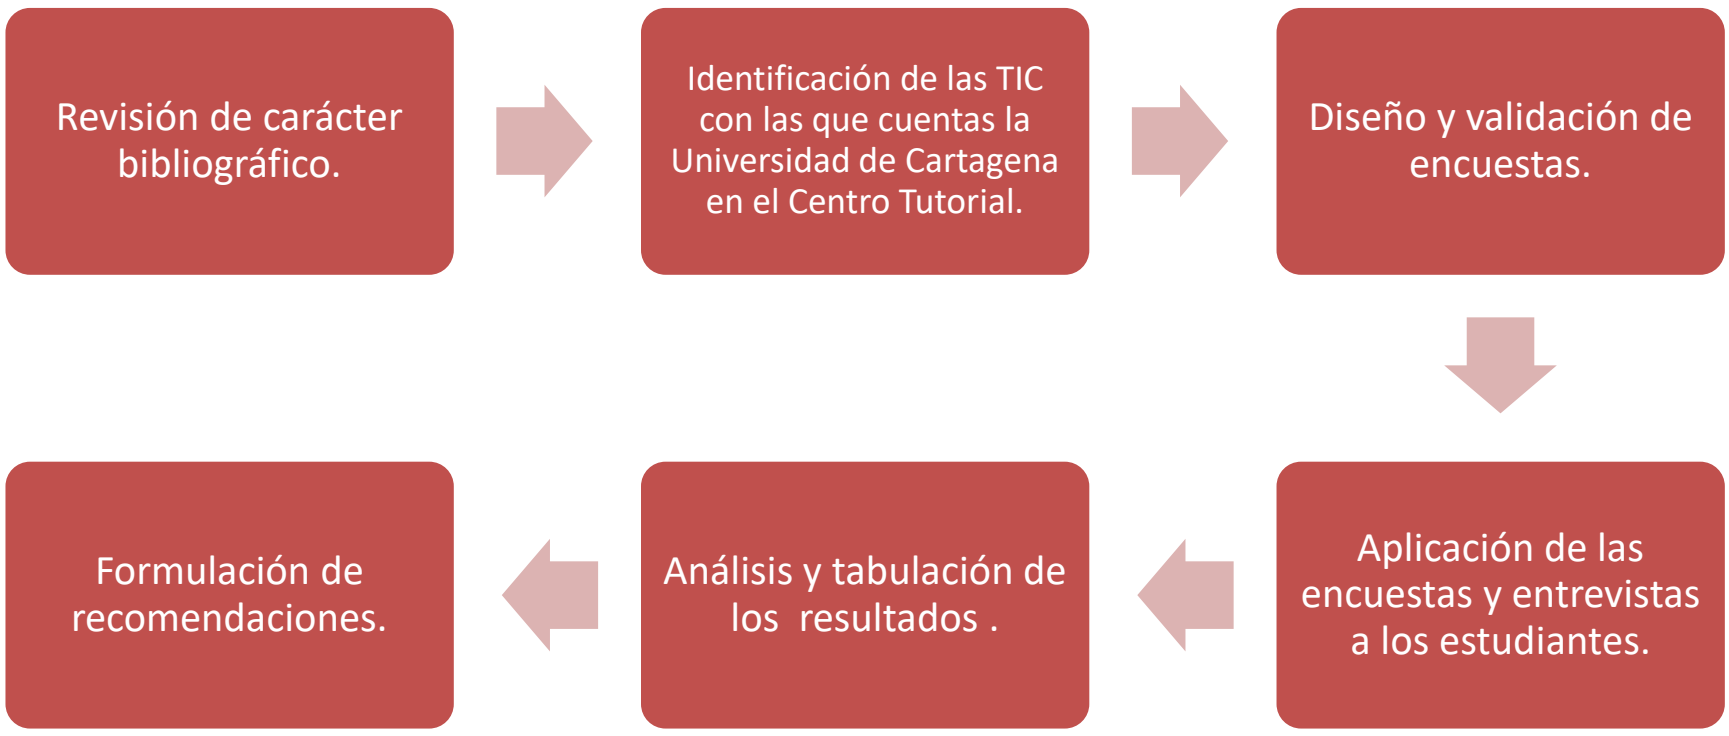 Revisión de carácter
bibliográfico.
Identificación de las TIC
con las que cuentas la
Universidad de Cartagena
en el Centro Tutorial.
Diseño y validación de
encuestas.
Aplicación de las
encuestas y entrevistas
a los estudiantes.
Análisis y tabulación de
los  resultados .
Formulación de
recomendaciones.